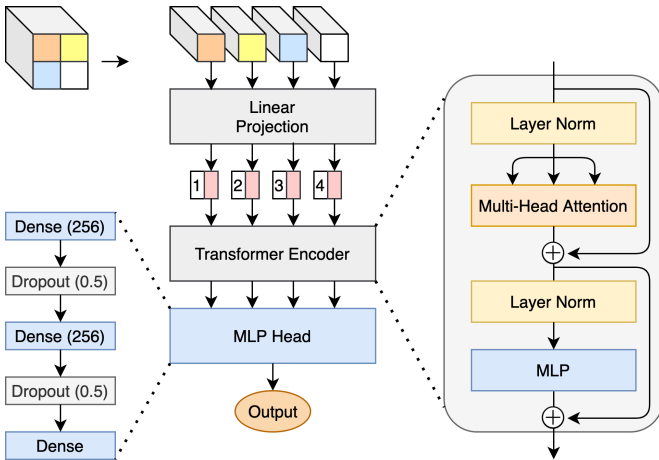 Linear
Projection
1
2
3
4
Transformer Encoder
MLP Head
Output
Dense (256)
Dropout (0.5)
Dense (256)
Dropout (0.5)
Dense
Layer Norm
Multi-Head Attention
Layer Norm
MLP